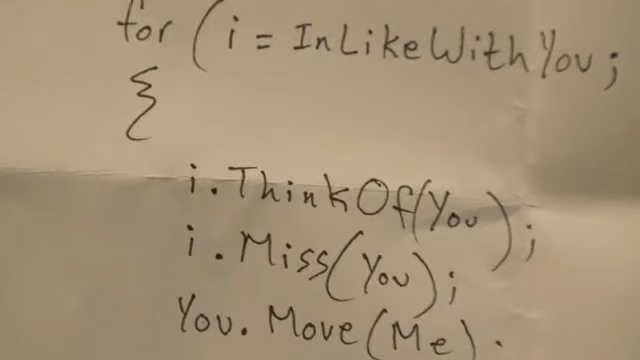 for (i = InLikeWithYou;
{
i.ThinkOf(You);
i.Miss(You);
You.Move(Me).